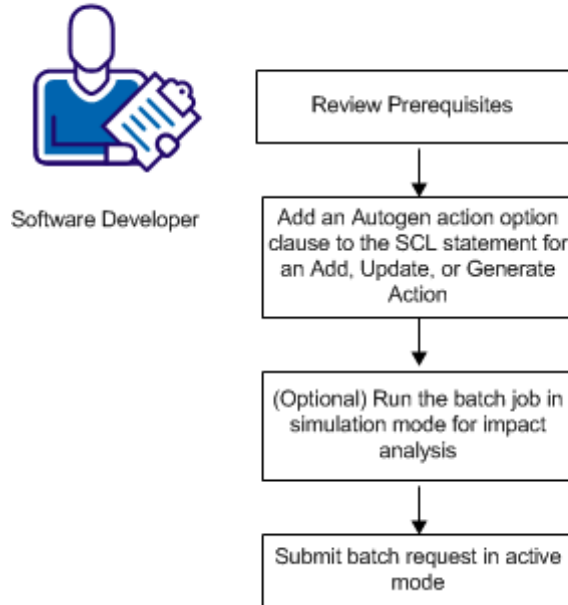 Review Prerequisites
Software Developer
Add an Autogen action option
clause to the SCL statement for
an Add, Update, or Generate
Action
(Optional) Run the batch job in
simulation mode for impact
analysis
Submit batch request in active
mode